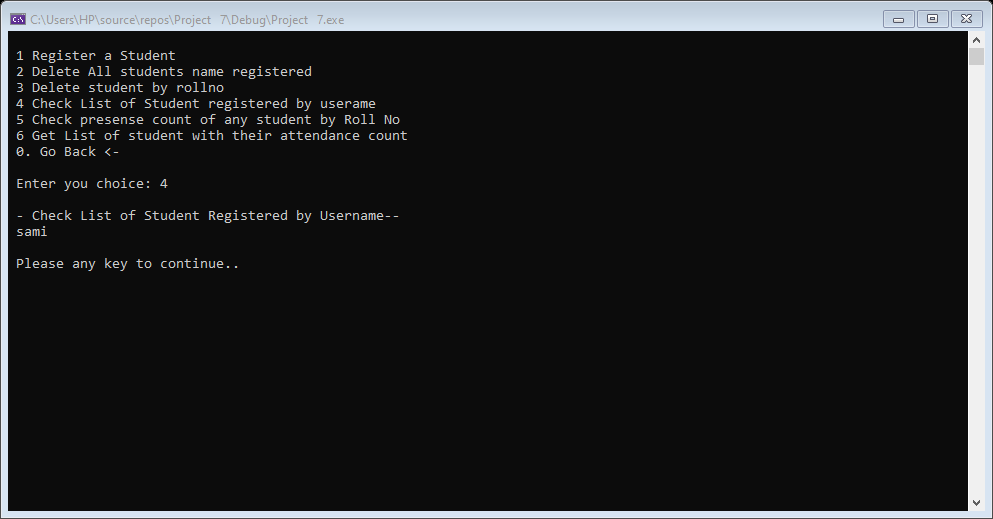 C:\Users\HP\source\repos\Project 7\Debug\Project 7.exe
1 Register a Student
2 Delete All students name registered
3 Delete student by rollno
4 Check List of Student registered by userame
5 Check presense count of any student by Roll No
6 Get List of student with their attendance count
0. Go Back <-
Enter you choice: 4
- Check List of Student Registered by Username--
sami
Please any key to continue..